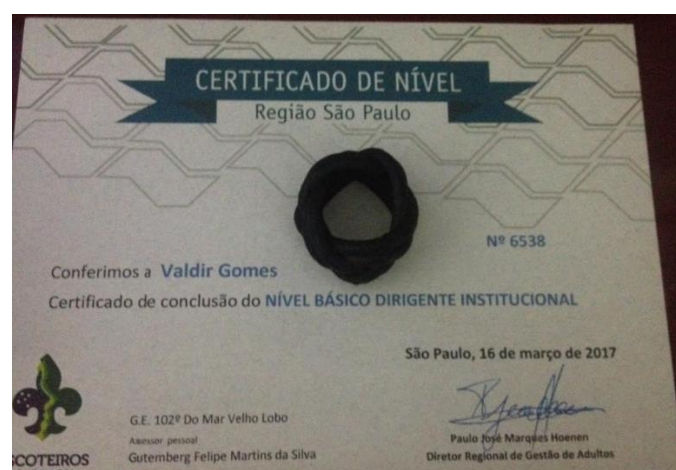 CERTIFICADO DE NÍVEL
Região São Paulo
Nº 6538
Conferimos a Valdir Gomes
Certificado de conclusão do NÍVEL BÁSICO DIRIGENTE INSTITUCIONAL
São Paulo, 16 de março de 2017
G.E. 102º Do Mar Velho Lobo
Assessor pessoal
Gutemberg Felipe Martins da Silva
Paulo José Marques Hoenen
Diretor Regional de Gestão de Adultos
SCOTEIROS